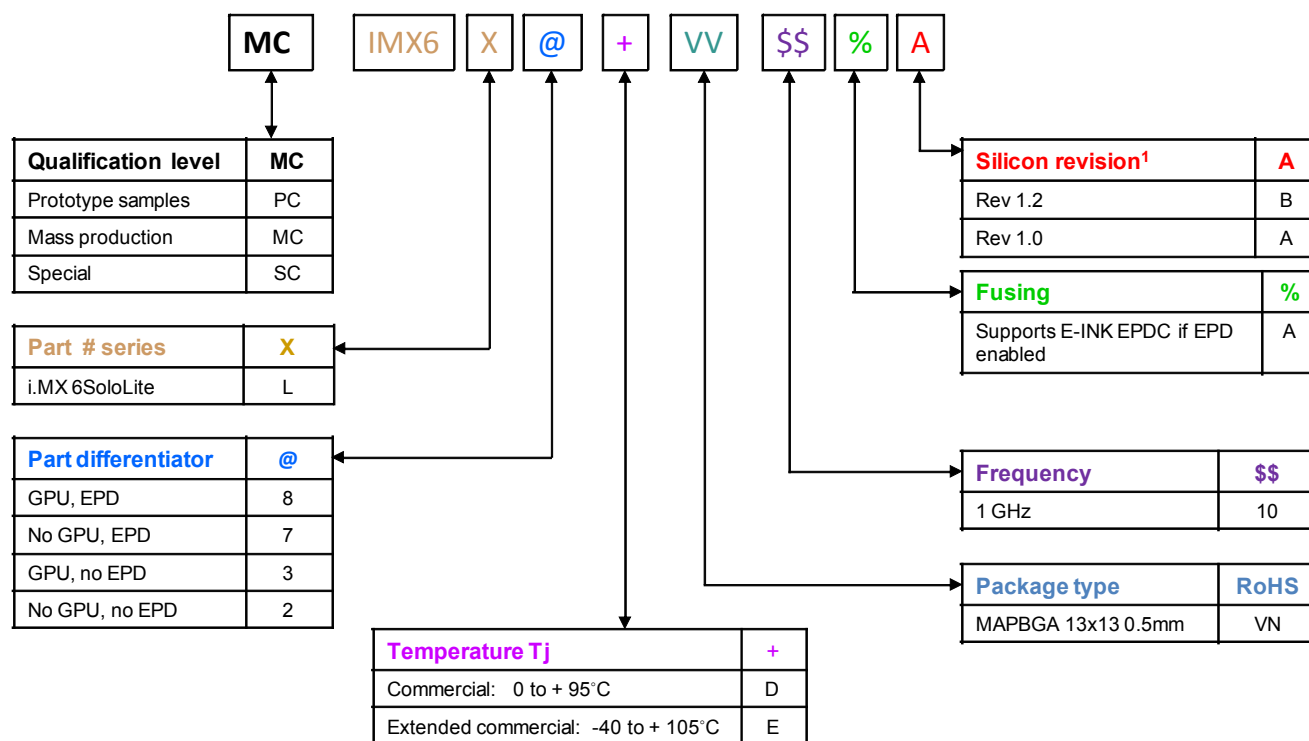 MC IMX6 X @ + VV $$ % A
Qualification level MC
Prototype samples PC
Mass production MC
Special SC
Part # series X
i.MX 6SoloLite L
Part differentiator @
GPU, EPD 8
No GPU, EPD 7
GPU, no EPD 3
No GPU, no EPD 2
Temperature Tj +
Commercial: 0 to + 95°C D
Extended commercial: -40 to + 105°C E
Silicon revision¹ A
Rev 1.2 B
Rev 1.0 A
Fusing %
Supports E-INK EPDC if EPD
enabled A
Frequency $$
1 GHz 10
Package type RoHS
MAPBGA 13x13 0.5mm VN